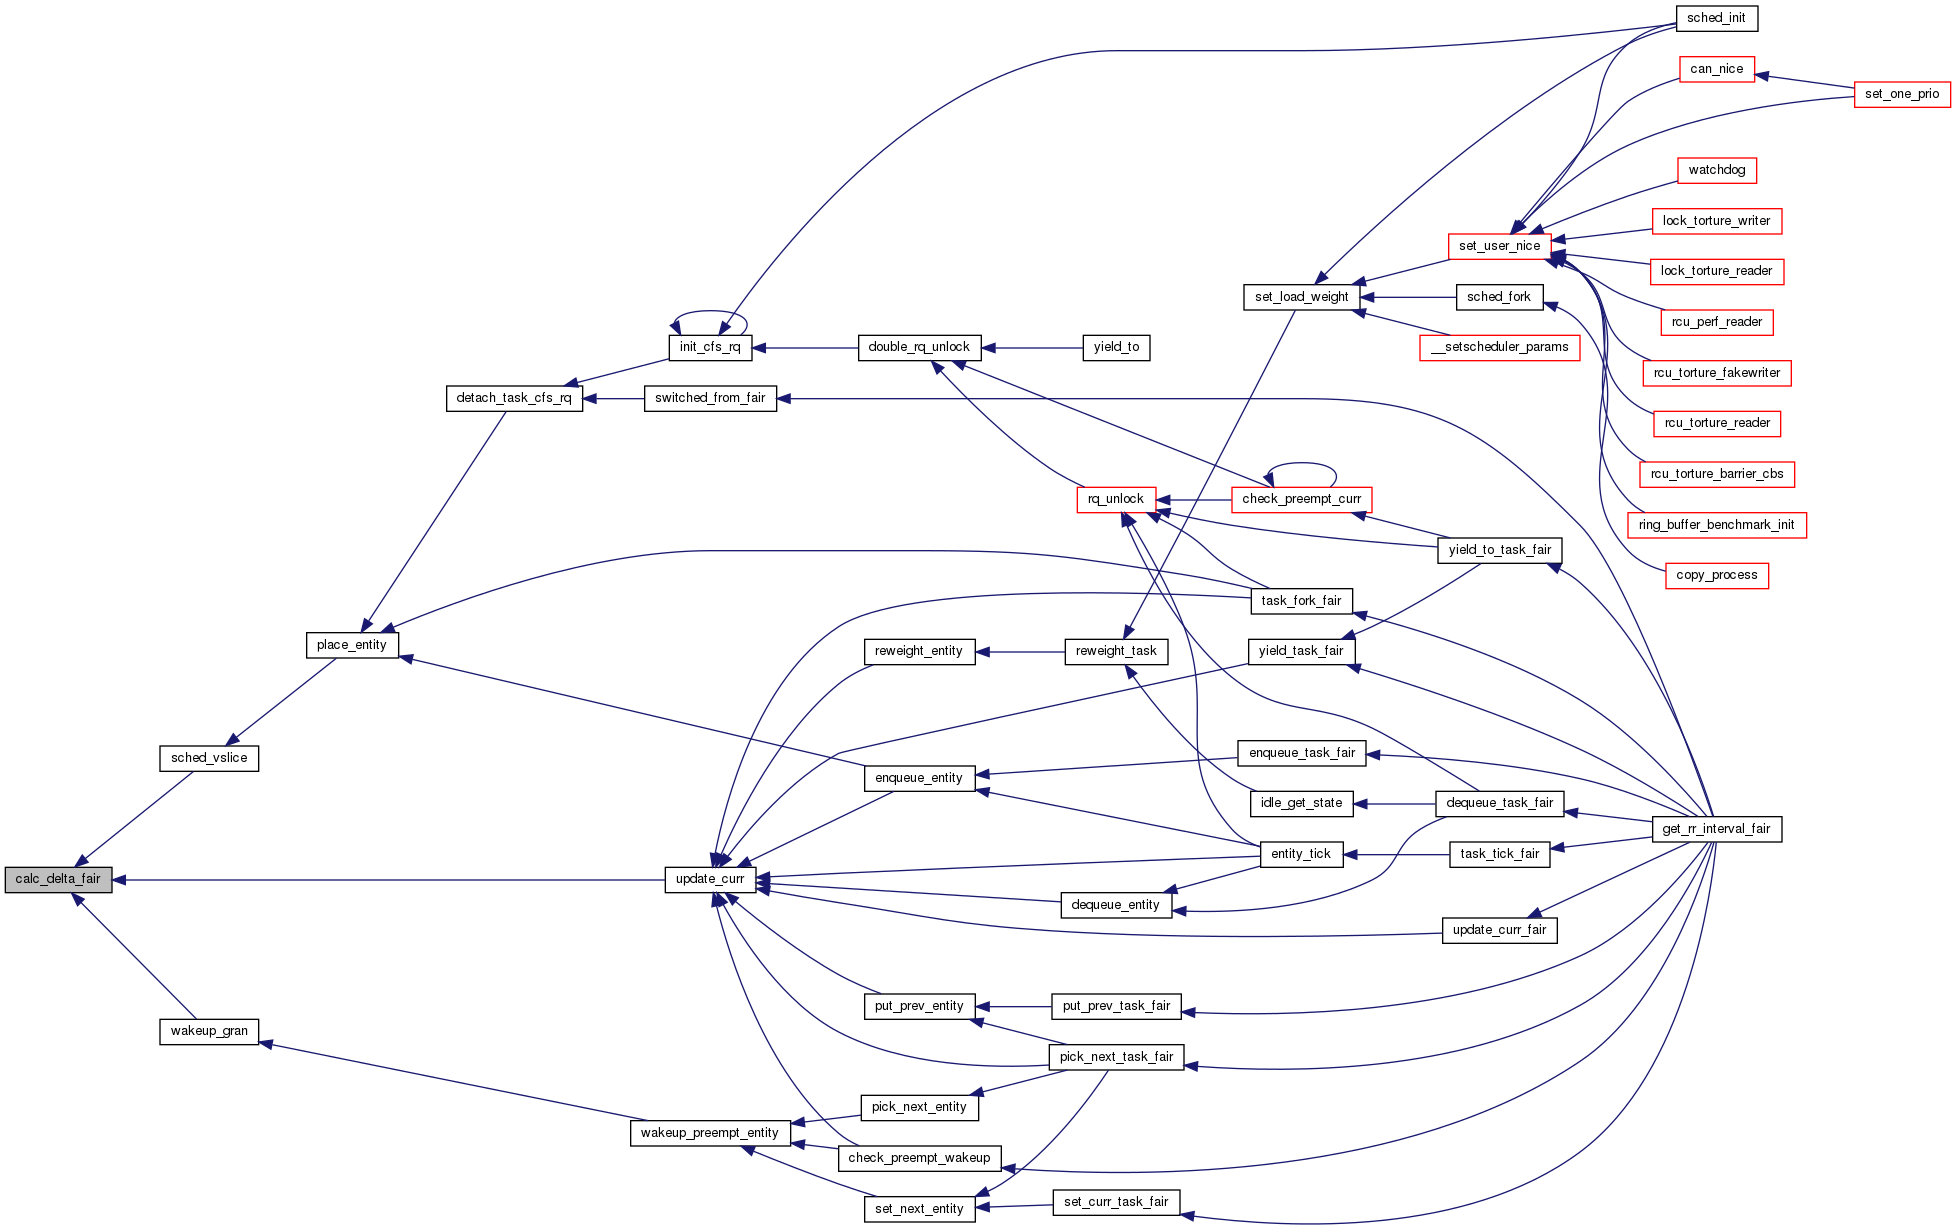 sched_init
can_nice
set_one_prio
watchdog
lock_torture_writer
set_user_nice
lock_torture_reader
set_load_weight
sched_fork
rcu_perf_reader
init_cfs_rq
double_rq_unlock
yield_to
__setscheduler_params
rcu_torture_fakewriter
detach_task_cfs_rq
switched_from_fair
rcu_torture_reader
rcu_torture_barrier_cbs
rq_unlock
check_preempt_curr
ring_buffer_benchmark_init
yield_to_task_fair
copy_process
task_fork_fair
place_entity
reweight_entity
reweight_task
yield_task_fair
sched_vslice
enqueue_task_fair
enqueue_entity
idle_get_state
dequeue_task_fair
get_rr_interval_fair
entity_tick
task_tick_fair
calc_delta_fair
update_curr
dequeue_entity
update_curr_fair
put_prev_entity
put_prev_task_fair
wakeup_gran
pick_next_task_fair
pick_next_entity
wakeup_preempt_entity
check_preempt_wakeup
set_next_entity
set_curr_task_fair